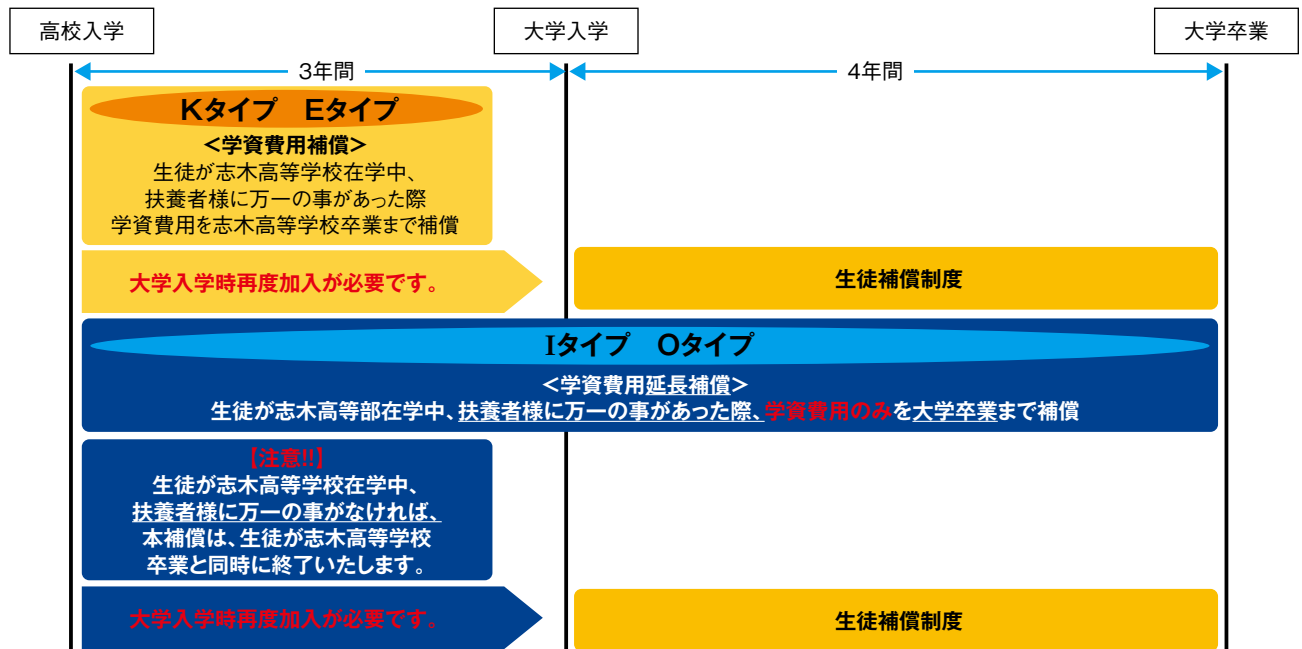 高校入学
大学入学
大学卒業
3年間
4年間
Kタイプ　Eタイプ
＜学資費用補償＞
生徒が志木高等学校在学中、
扶養者様に万一の事があった際
学資費用を志木高等学校卒業まで補償
大学入学時再度加入が必要です。
生徒補償制度
Iタイプ　Oタイプ
＜学資費用延長補償＞
生徒が志木高等部在学中、扶養者様に万一の事があった際、学資費用のみを大学卒業まで補償
【注意!!】
生徒が志木高等学校在学中、
扶養者様に万一の事がなければ、
本補償は、生徒が志木高等学校
卒業と同時に終了いたします。
大学入学時再度加入が必要です。
生徒補償制度